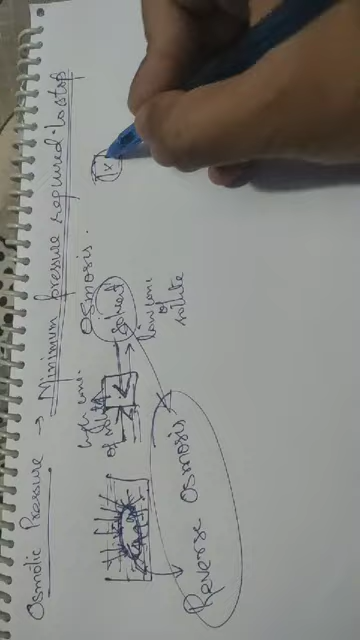 Osmotic Pressure → Minimum pressure required to stop
Osmosis.
high conc.
of solute
solvent
low conc
of
solute
Reverse Osmosis